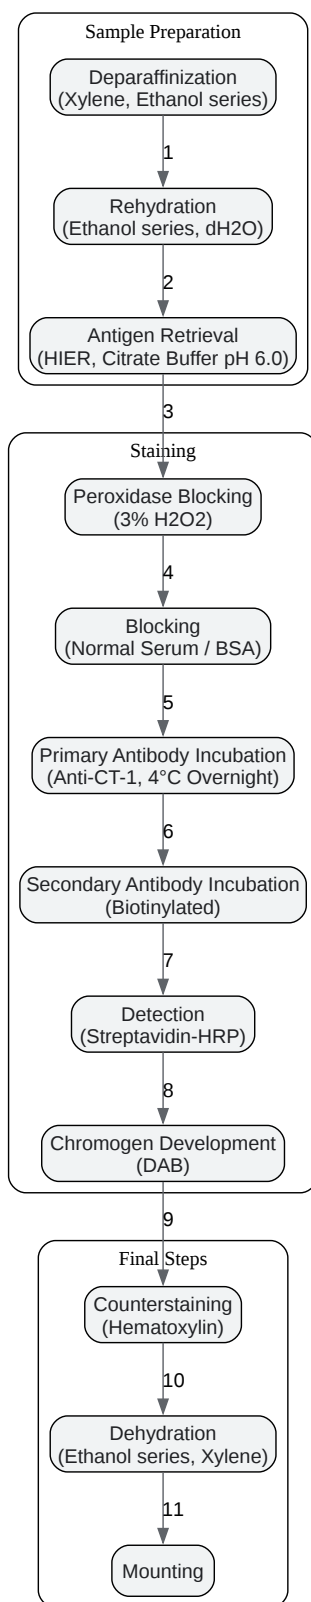 Sample Preparation
Deparaffinization
(Xylene, Ethanol series)
1
Rehydration
(Ethanol series, dH2O)
2
Antigen Retrieval
(HIER, Citrate Buffer pH 6.0)
3
Staining
Peroxidase Blocking
(3% H2O2)
4
Blocking
(Normal Serum / BSA)
5
Primary Antibody Incubation
(Anti-CT-1, 4°C Overnight)
6
Secondary Antibody Incubation
(Biotinylated)
7
Detection
(Streptavidin-HRP)
8
Chromogen Development
(DAB)
9
Final Steps
Counterstaining
(Hematoxylin)
10
Dehydration
(Ethanol series, Xylene)
11
Mounting